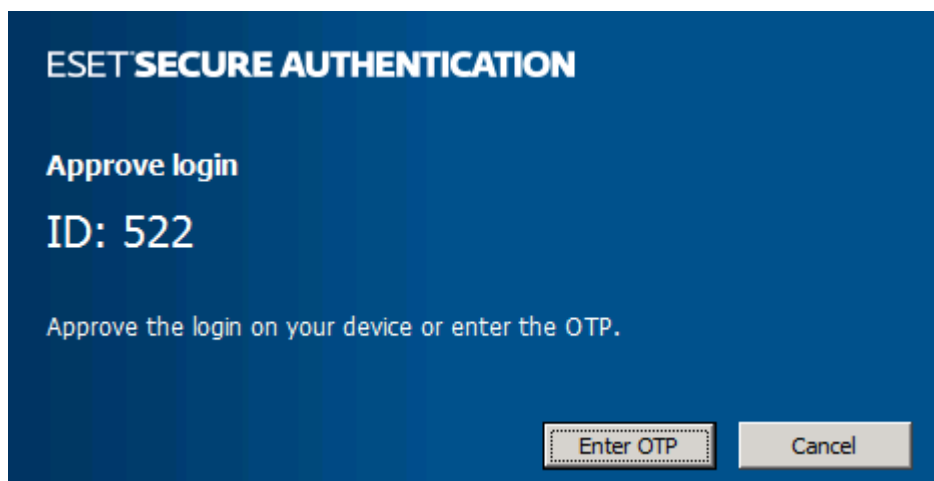 ESET SECURE AUTHENTICATION
Approve login
ID: 522
Approve the login on your device or enter the OTP.
Enter OTP
Cancel